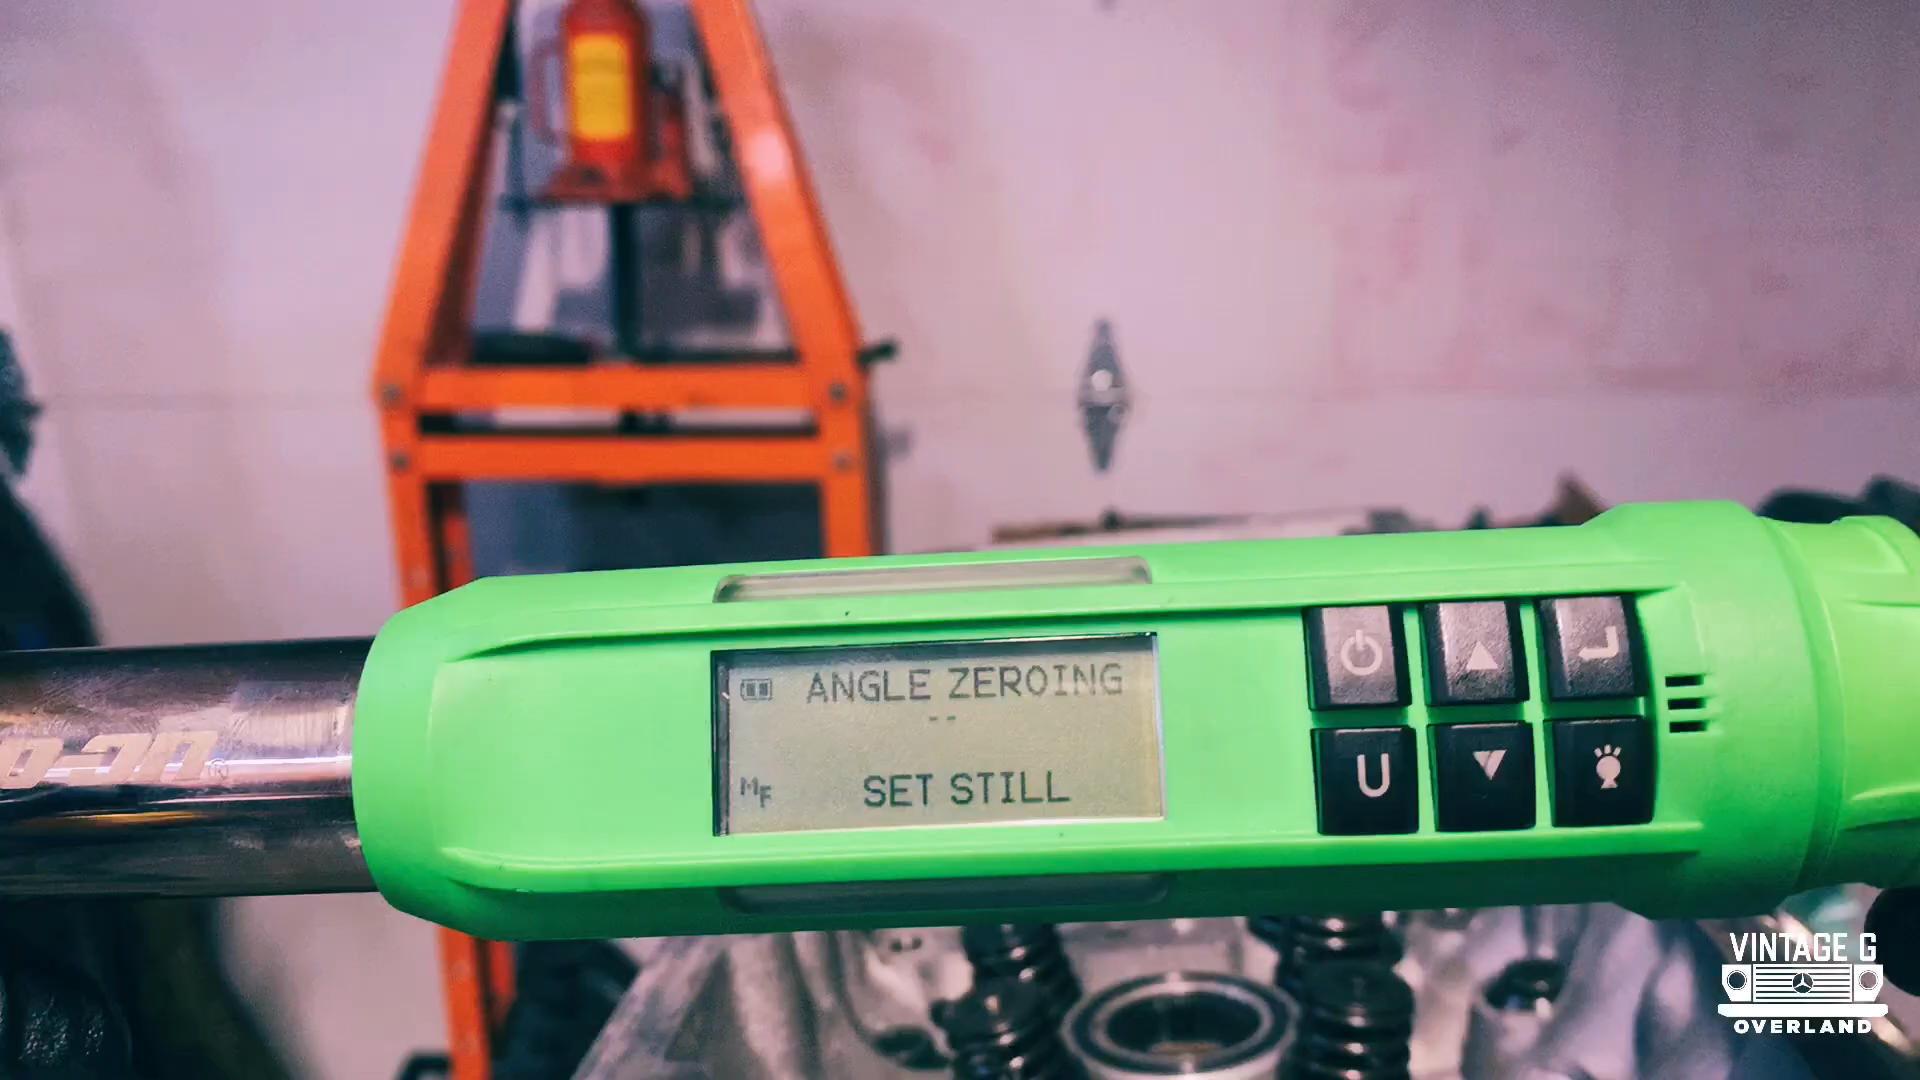 ANGLE ZEROING
--
MF SET STILL
U
VINTAGE G
OVERLAND